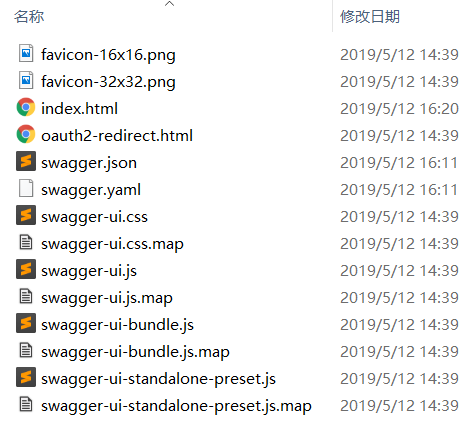 名称 修改日期
favicon-16x16.png 2019/5/12 14:39
favicon-32x32.png 2019/5/12 14:39
index.html 2019/5/12 16:20
oauth2-redirect.html 2019/5/12 14:39
swagger.json 2019/5/12 16:11
swagger.yaml 2019/5/12 16:11
swagger-ui.css 2019/5/12 14:39
swagger-ui.css.map 2019/5/12 14:39
swagger-ui.js 2019/5/12 14:39
swagger-ui.js.map 2019/5/12 14:39
swagger-ui-bundle.js 2019/5/12 14:39
swagger-ui-bundle.js.map 2019/5/12 14:39
swagger-ui-standalone-preset.js 2019/5/12 14:39
swagger-ui-standalone-preset.js.map 2019/5/12 14:39